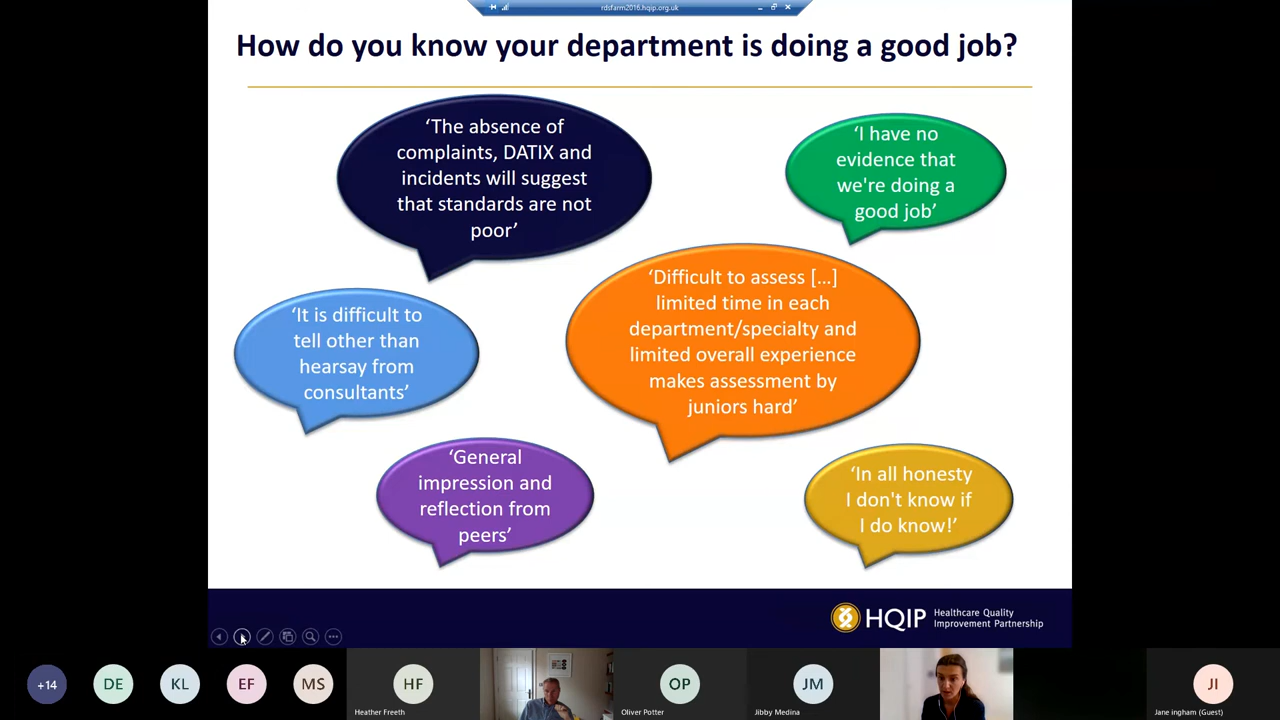 rdsfarm2016.hqip.org.uk
How do you know your department is doing a good job?
‘The absence of
complaints, DATIX and
incidents will suggest
that standards are not
poor’
‘I have no
evidence that
we're doing a
good job’
‘It is difficult to
tell other than
hearsay from
consultants’
‘Difficult to assess [...]
limited time in each
department/specialty and
limited overall experience
makes assessment by
juniors hard’
‘General
impression and
reflection from
peers’
‘In all honesty
I don't know if
I do know!’
HQIP
Healthcare Quality
Improvement Partnership
+14
DE
KL
EF
MS
HF
OP
JM
JI
Heather Freeth
Oliver Potter
Jibby Medina
Jane ingham (Guest)